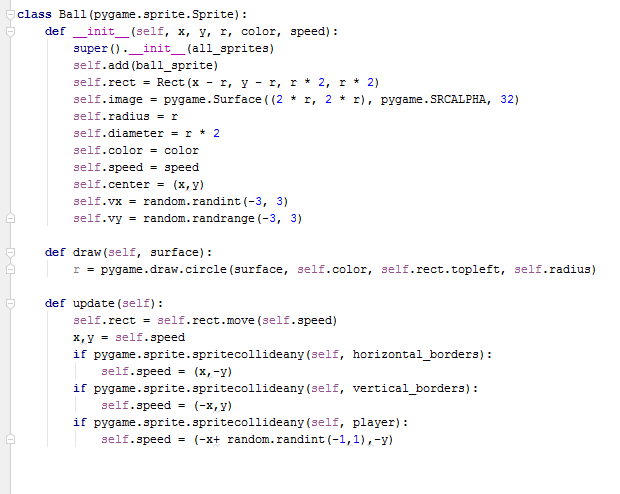 class Ball(pygame.sprite.Sprite):
    def __init__(self, x, y, r, color, speed):
        super().__init__(all_sprites)
        self.add(ball_sprite)
        self.rect = Rect(x - r, y - r, r * 2, r * 2)
        self.image = pygame.Surface((2 * r, 2 * r), pygame.SRCALPHA, 32)
        self.radius = r
        self.diameter = r * 2
        self.color = color
        self.speed = speed
        self.center = (x,y)
        self.vx = random.randint(-3, 3)
        self.vy = random.randrange(-3, 3)

    def draw(self, surface):
        r = pygame.draw.circle(surface, self.color, self.rect.topleft, self.radius)

    def update(self):
        self.rect = self.rect.move(self.speed)
        x,y = self.speed
        if pygame.sprite.spritecollideany(self, horizontal_borders):
            self.speed = (x,-y)
        if pygame.sprite.spritecollideany(self, vertical_borders):
            self.speed = (-x,y)
        if pygame.sprite.spritecollideany(self, player):
            self.speed = (-x+ random.randint(-1,1),-y)